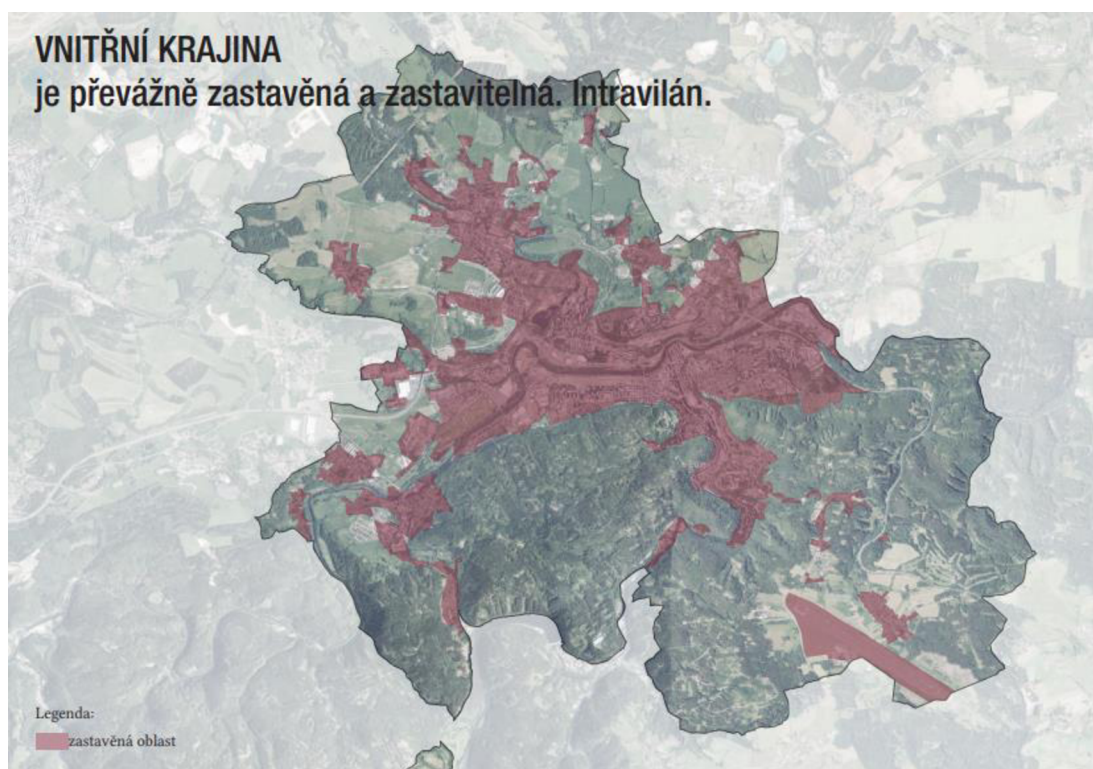 VNITŘNÍ KRAJINA
je převážně zastavěná a zastavitelná. Intravilán.
Legenda:
zastavěná oblast